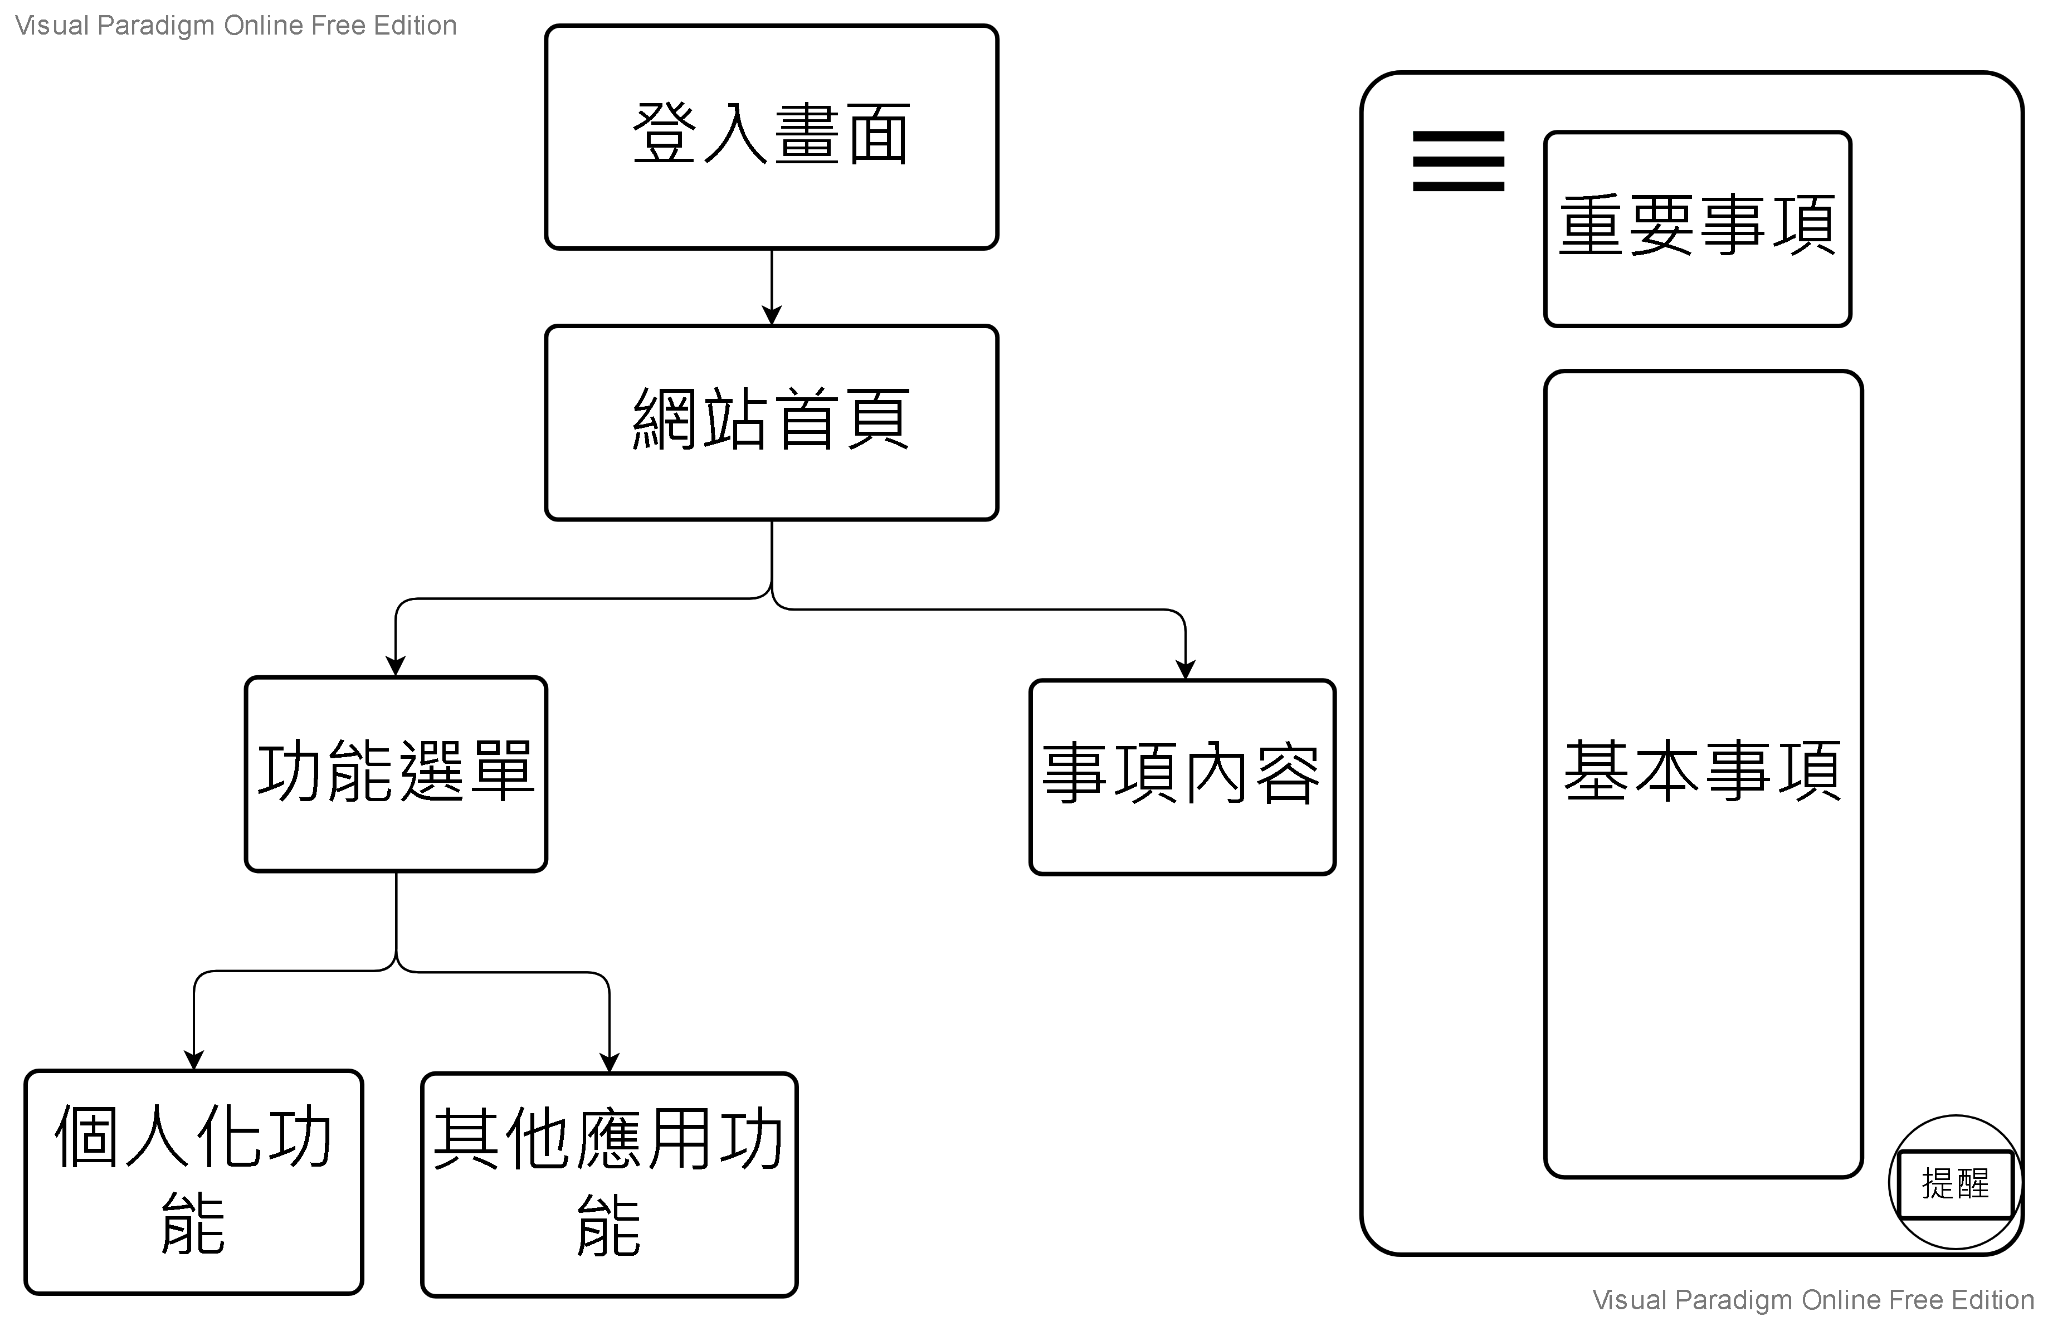 Visual Paradigm Online Free Edition
登入畫面
網站首頁
功能選單
事項內容
個人化功
能
其他應用功
能
重要事項
基本事項
提醒
Visual Paradigm Online Free Edition